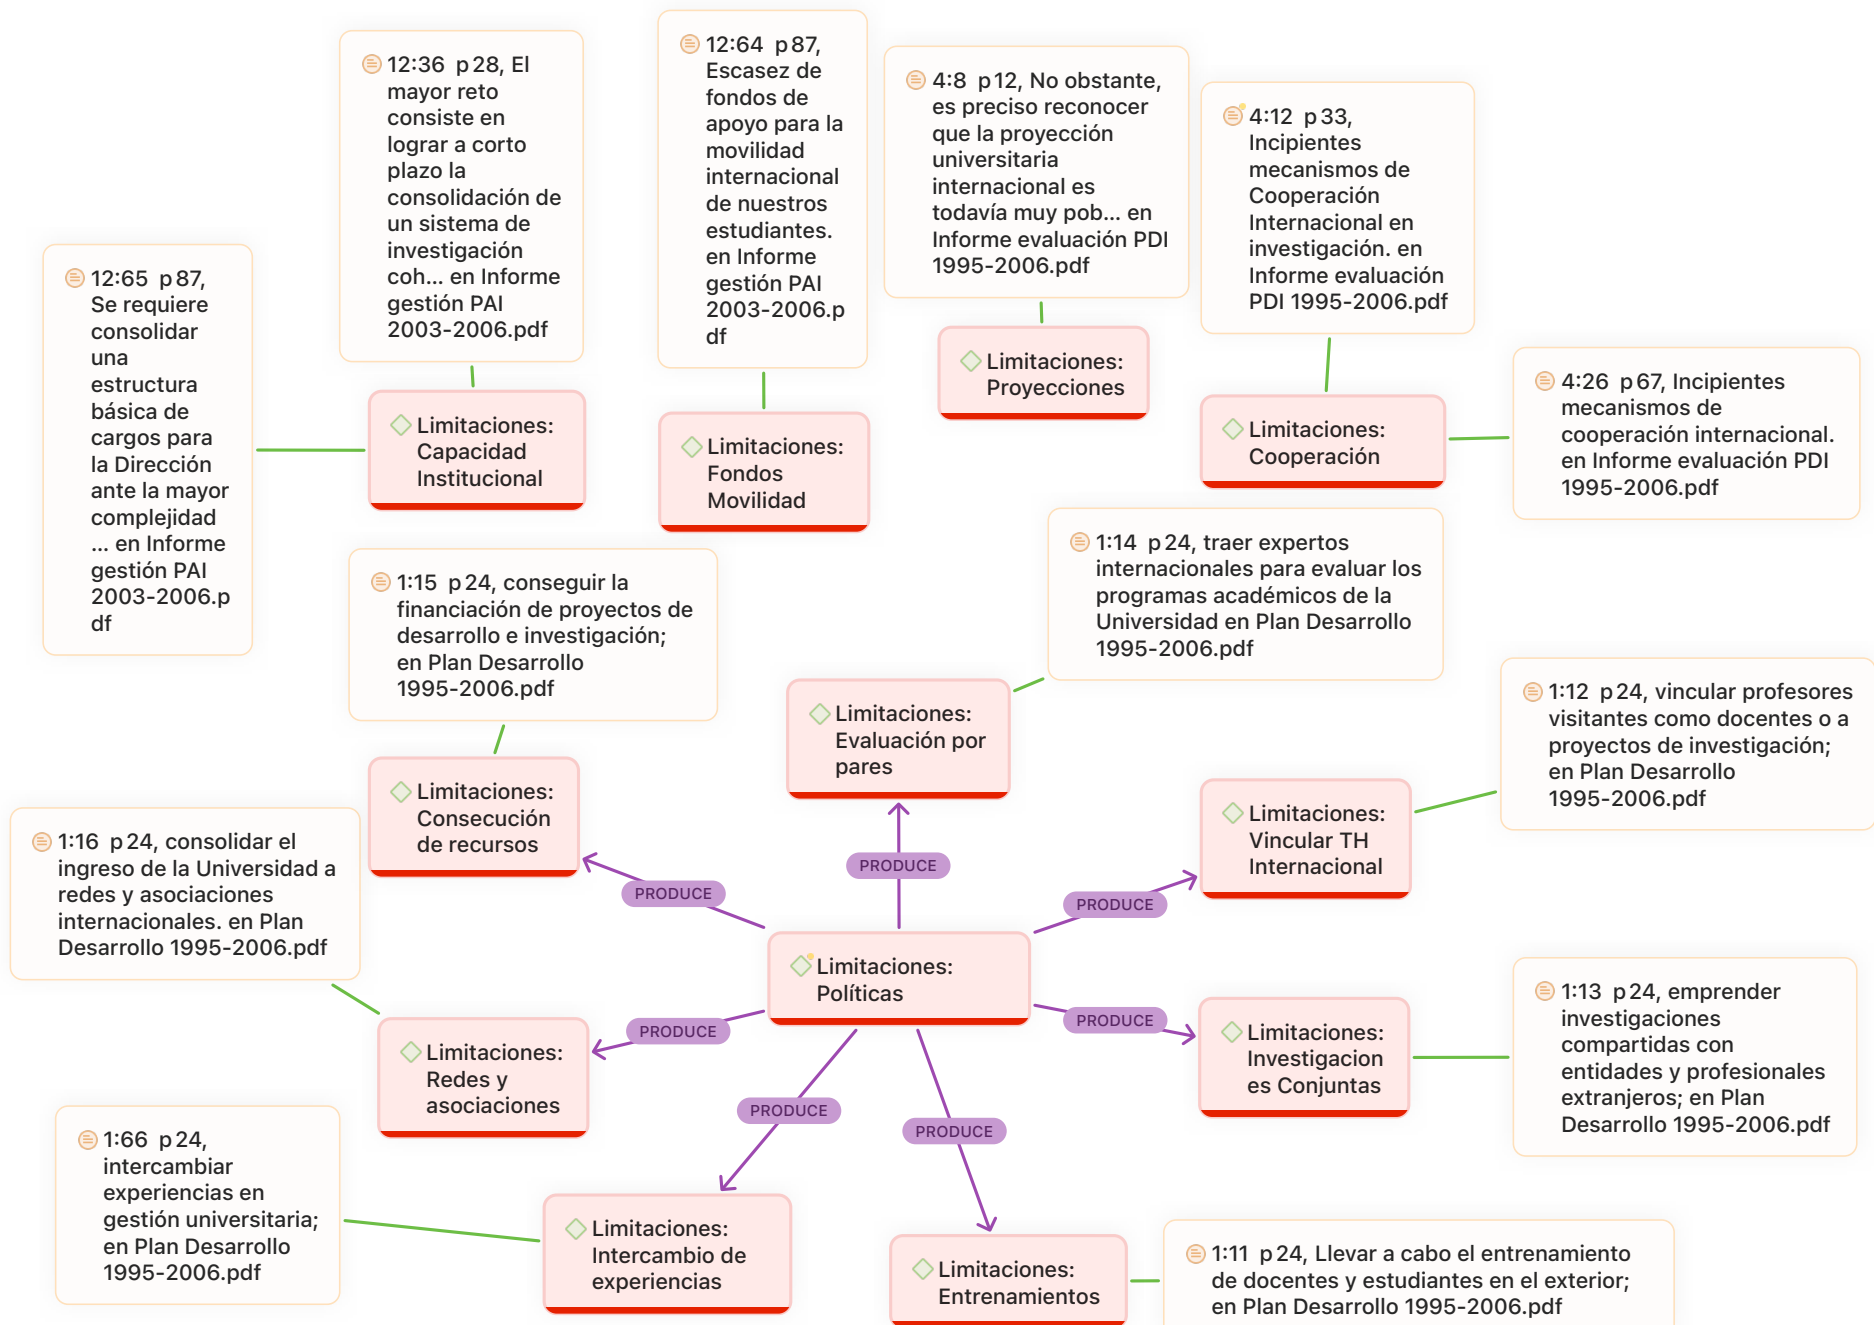 12:36 p 28, El
mayor reto
consiste en
lograr a corto
plazo la
consolidación de
un sistema de
investigación
coh... en Informe
gestión PAI
2003-2006.pdf
12:64 p 87,
Escasez de
fondos de
apoyo para la
movilidad
internacional
de nuestros
estudiantes.
en Informe
gestión PAI
2003-2006.p
df
4:8 p 12, No obstante,
es preciso reconocer
que la proyección
universitaria
internacional es
todavía muy pob... en
Informe evaluación PDI
1995-2006.pdf
4:12 p 33,
Incipientes
mecanismos de
Cooperación
Internacional en
investigación. en
Informe evaluación
PDI 1995-2006.pdf
12:65 p 87,
Se requiere
consolidar
una
estructura
básica de
cargos para
la Dirección
ante la mayor
complejidad
... en Informe
gestión PAI
2003-2006.p
df
Limitaciones:
Capacidad
Institucional
Limitaciones:
Fondos
Movilidad
Limitaciones:
Proyecciones
Limitaciones:
Cooperación
4:26 p 67, Incipientes
mecanismos de
cooperación internacional.
en Informe evaluación PDI
1995-2006.pdf
1:15 p 24, conseguir la
financiación de proyectos de
desarrollo e investigación;
en Plan Desarrollo
1995-2006.pdf
1:14 p 24, traer expertos
internacionales para evaluar los
programas académicos de la
Universidad en Plan Desarrollo
1995-2006.pdf
Limitaciones:
Evaluación por
pares
1:12 p 24, vincular profesores
visitantes como docentes o a
proyectos de investigación;
en Plan Desarrollo
1995-2006.pdf
Limitaciones:
Consecución
de recursos
Limitaciones:
Vincular TH
Internacional
1:16 p 24, consolidar el
ingreso de la Universidad a
redes y asociaciones
internacionales. en Plan
Desarrollo 1995-2006.pdf
PRODUCE
PRODUCE
PRODUCE
Limitaciones:
Políticas
PRODUCE
PRODUCE
Limitaciones:
Redes y
asociaciones
Limitaciones:
Investigacion
es Conjuntas
1:13 p 24, emprender
investigaciones
compartidas con
entidades y profesionales
extranjeros; en Plan
Desarrollo 1995-2006.pdf
PRODUCE
PRODUCE
1:66 p 24,
intercambiar
experiencias en
gestión universitaria;
en Plan Desarrollo
1995-2006.pdf
Limitaciones:
Intercambio de
experiencias
Limitaciones:
Entrenamientos
1:11 p 24, Llevar a cabo el entrenamiento
de docentes y estudiantes en el exterior;
en Plan Desarrollo 1995-2006.pdf